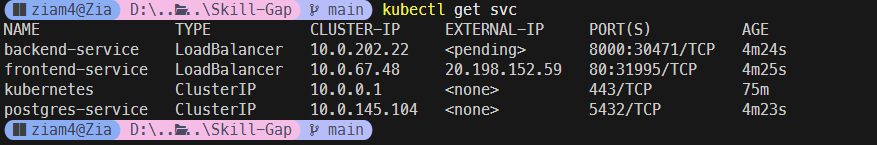 ziam4@Zia D:\..\..\Skill-Gap main kubectl get svc
NAME TYPE CLUSTER-IP EXTERNAL-IP PORT(S) AGE
backend-service LoadBalancer 10.0.202.22 <pending> 8000:30471/TCP 4m24s
frontend-service LoadBalancer 10.0.67.48 20.198.152.59 80:31995/TCP 4m25s
kubernetes ClusterIP 10.0.0.1 <none> 443/TCP 75m
postgres-service ClusterIP 10.0.145.104 <none> 5432/TCP 4m23s
ziam4@Zia D:\..\..\Skill-Gap main